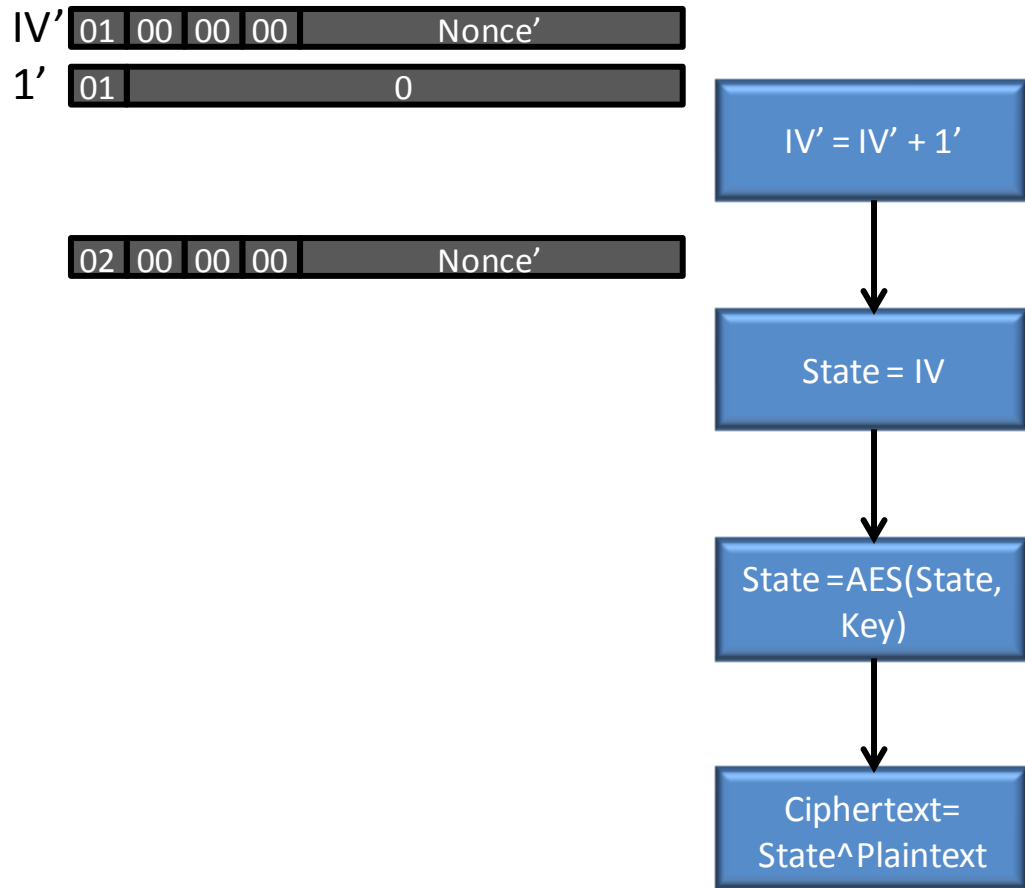 IV’ 01 00 00 00 Nonce’
1’ 01 0
IV’ = IV’ + 1’
02 00 00 00 Nonce’
State = IV
State =AES(State,
Key)
Ciphertext=
State^Plaintext